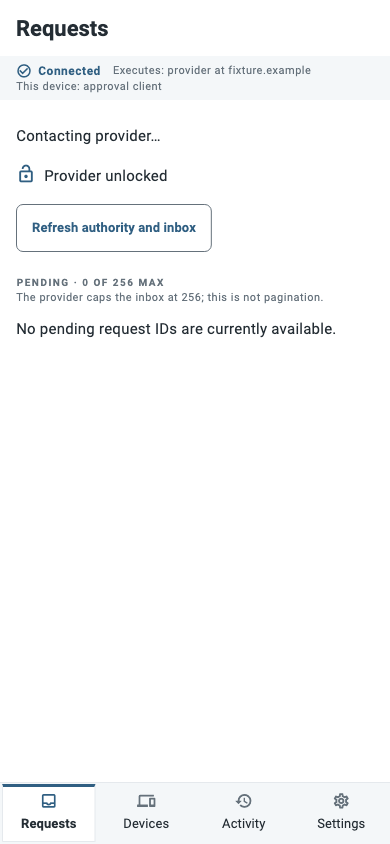 Requests
Connected Executes: provider at fixture.example
This device: approval client
Contacting provider…
Provider unlocked
Refresh authority and inbox
PENDING · 0 OF 256 MAX
The provider caps the inbox at 256; this is not pagination.
No pending request IDs are currently available.
Requests Devices Activity Settings